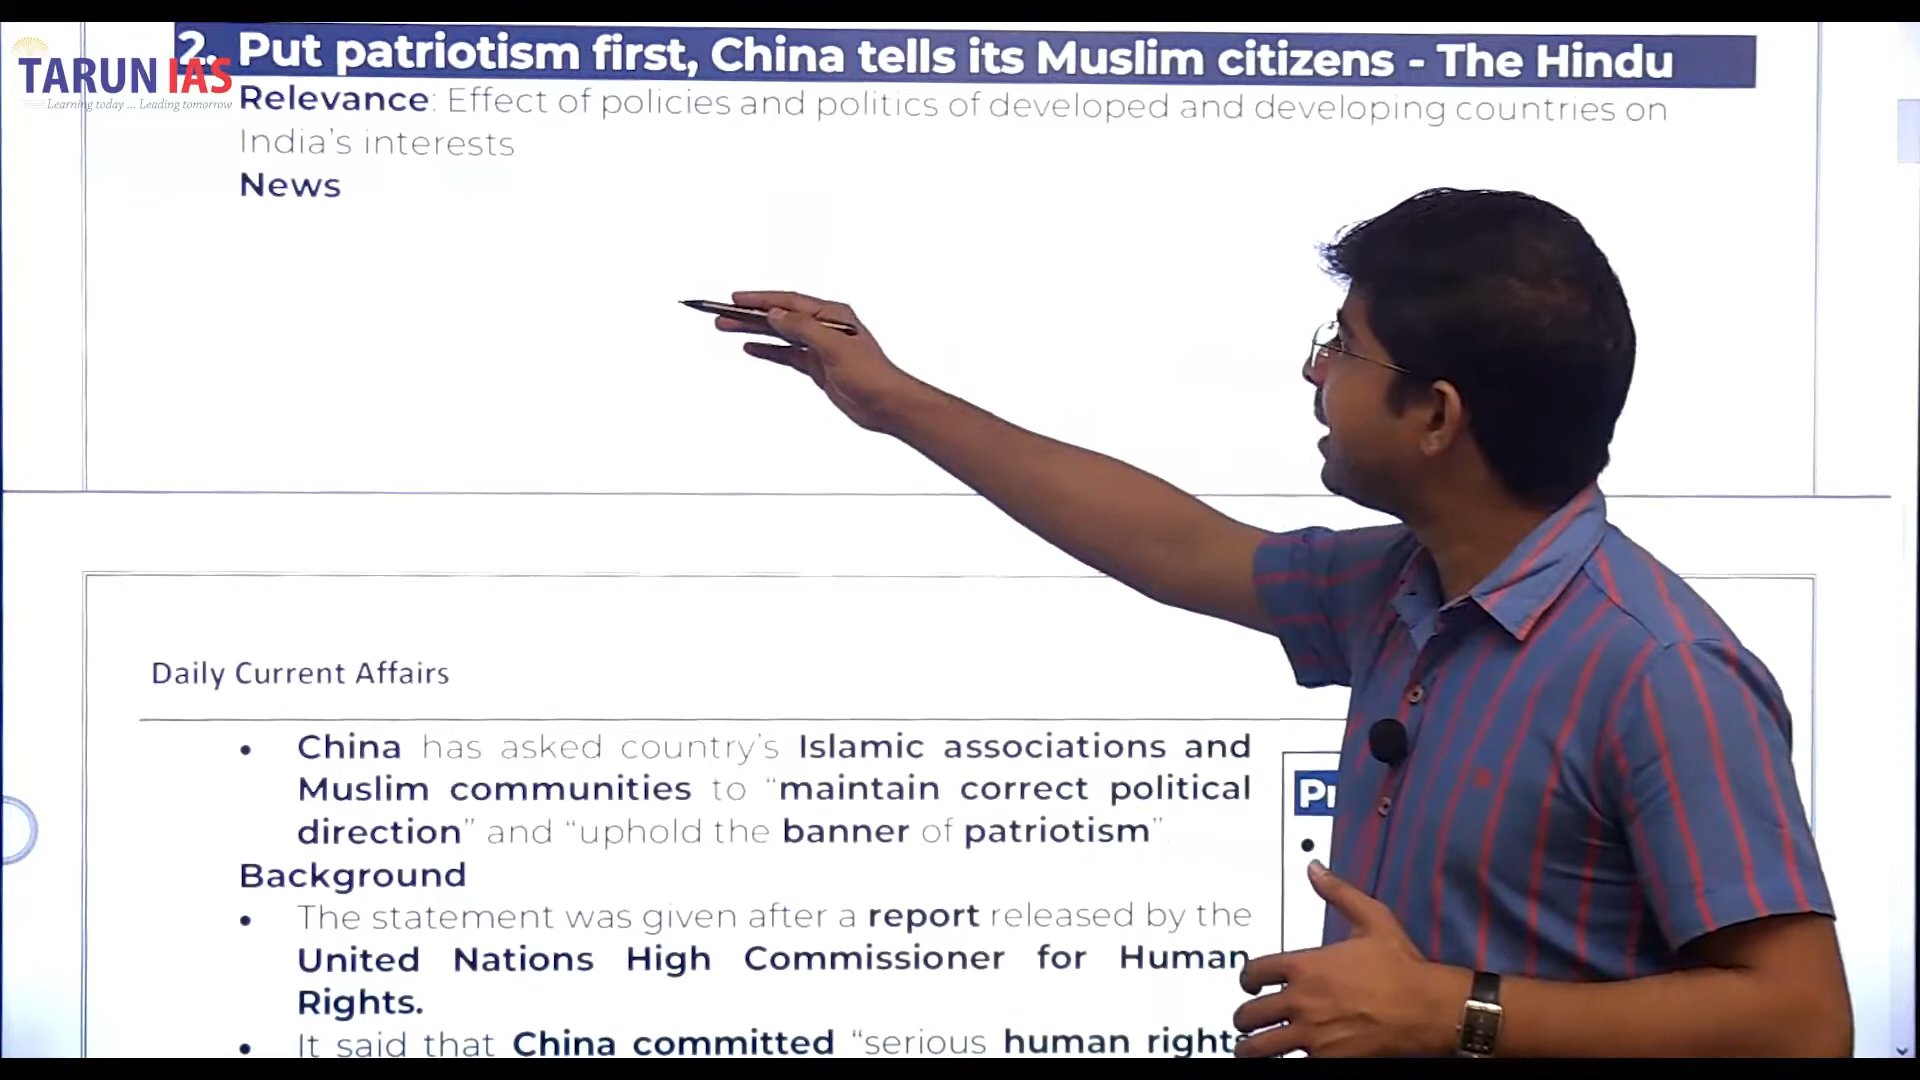 2. Put patriotism first, China tells its Muslim citizens - The Hindu
TARUN IAS
Learning today ... Leading tomorrow
Relevance: Effect of policies and politics of developed and developing countries on
India's interests
News
Daily Current Affairs
• China has asked country's Islamic associations and
Muslim communities to “maintain correct political
direction” and “uphold the banner of patriotism”.
Background
• The statement was given after a report released by the
United Nations High Commissioner for Human
Rights.
• It said that China committed “serious human rights